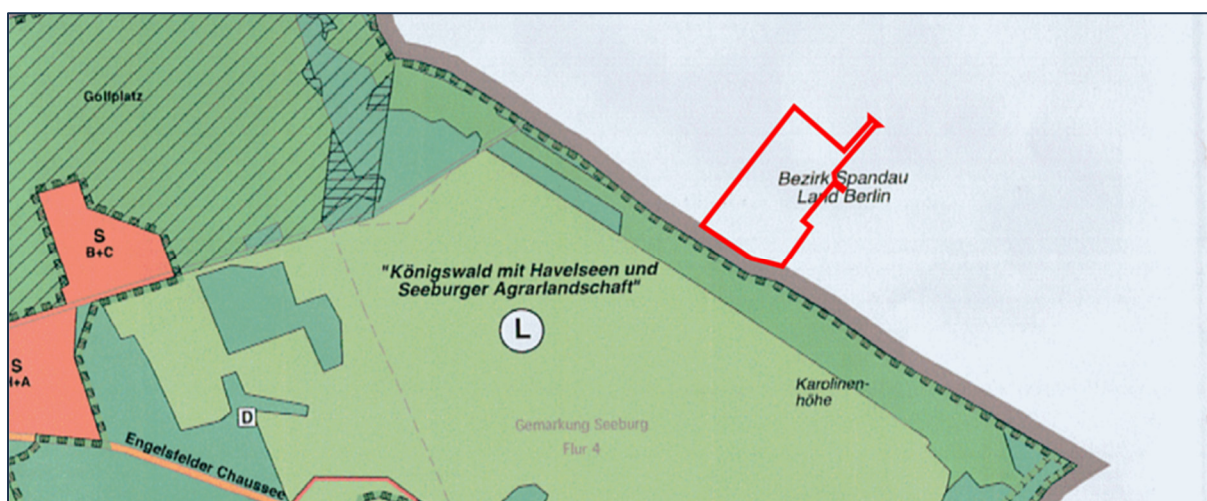 Golfplatz
Bezirk Spandau
Land Berlin
S
B+C
"Königswald mit Havelseen und
Seeburger Agrarlandschaft"
L
S
+A
Karolinen-
höhe
D
Gemarkung Seeburg
Flur 4
Engelsfelder Chaussee